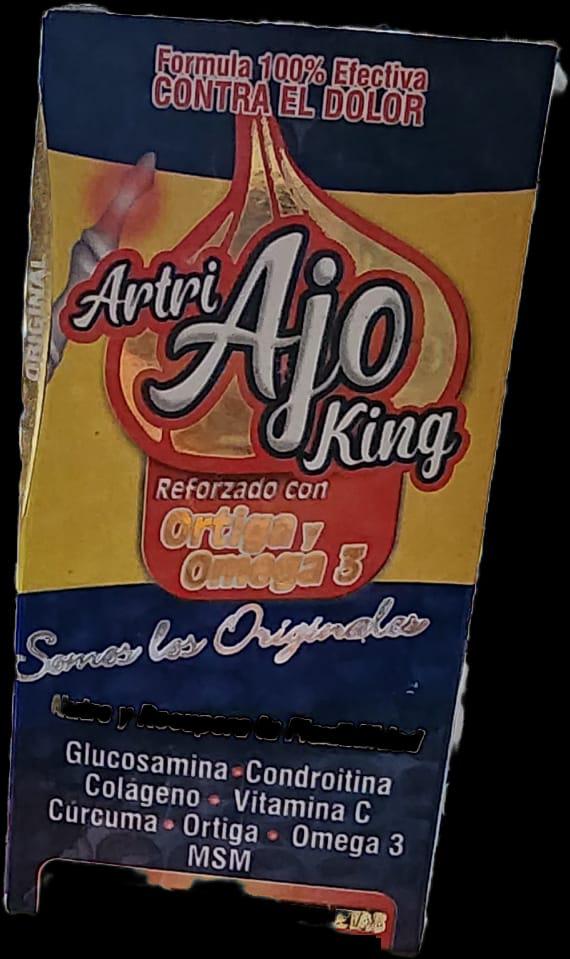 Formula 100% Efectiva
CONTRA EL DOLOR
ORIGINAL
Artri
Ajo
King
Reforzado con
Ortiga y
Omega 3
Somos los Originales
y
Glucosamina • Condroitina
Colageno • Vitamina C
Cúrcuma • Ortiga • Omega 3
MSM